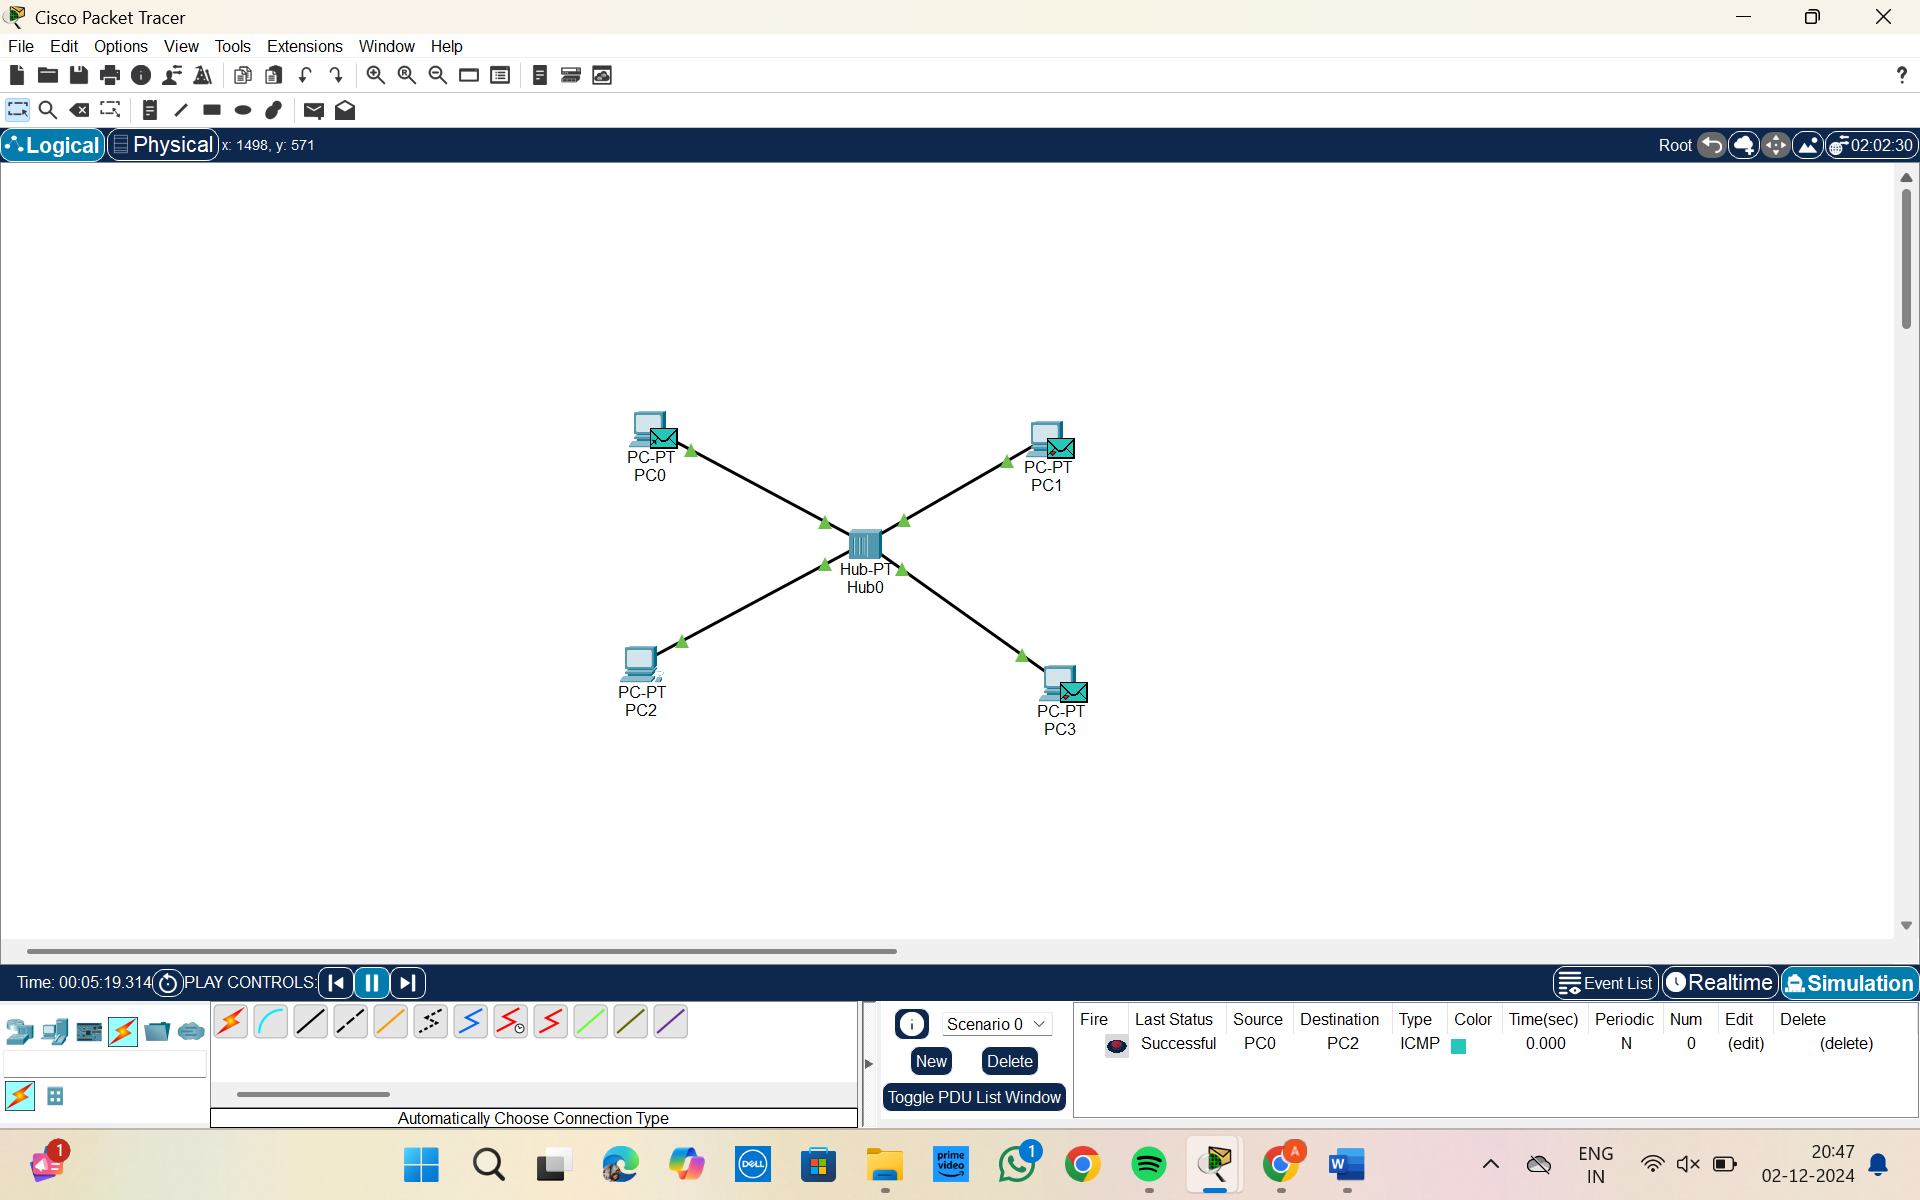 Cisco Packet Tracer
File Edit Options View Tools Extensions Window Help
?
Logical Physical x: 1498, y: 571 Root 02:02:30
PC-PT
PC0
PC-PT
PC1
Hub-PT
Hub0
PC-PT
PC2
PC-PT
PC3
Time: 00:05:19.314 PLAY CONTROLS: Event List Realtime Simulation
Scenario 0
New Delete
Toggle PDU List Window
Fire Last Status Source Destination Type Color Time(sec) Periodic Num Edit Delete
Successful PC0 PC2 ICMP 0.000 N 0 (edit) (delete)
Automatically Choose Connection Type
1
DELL
prime video
1
A
W
ENG
IN
20:47
02-12-2024